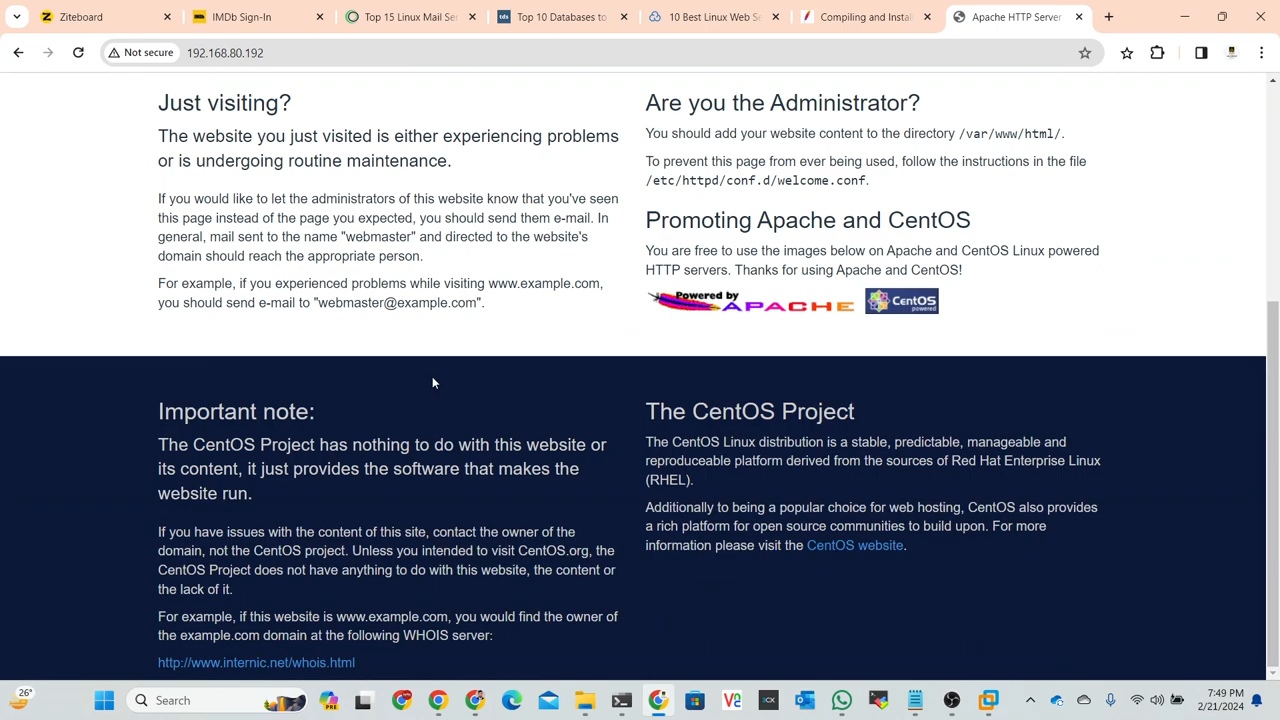 Ziteboard
IMDb Sign-In
Top 15 Linux Mail Ser
Top 10 Databases to
10 Best Linux Web S
Compiling and Instal
Apache HTTP Server
Not secure
192.168.80.192
Just visiting?
The website you just visited is either experiencing problems
or is undergoing routine maintenance.
If you would like to let the administrators of this website know that you've seen
this page instead of the page you expected, you should send them e-mail. In
general, mail sent to the name "webmaster" and directed to the website's
domain should reach the appropriate person.
For example, if you experienced problems while visiting www.example.com,
you should send e-mail to "webmaster@example.com".
Are you the Administrator?
You should add your website content to the directory /var/www/html/.
To prevent this page from ever being used, follow the instructions in the file
/etc/httpd/conf.d/welcome.conf.
Promoting Apache and CentOS
You are free to use the images below on Apache and CentOS Linux powered
HTTP servers. Thanks for using Apache and CentOS!
Powered by
APACHE
CentOS
powered
Important note:
The CentOS Project has nothing to do with this website or
its content, it just provides the software that makes the
website run.
If you have issues with the content of this site, contact the owner of the
domain, not the CentOS project. Unless you intended to visit CentOS.org, the
CentOS Project does not have anything to do with this website, the content or
the lack of it.
For example, if this website is www.example.com, you would find the owner of
the example.com domain at the following WHOIS server:
http://www.internic.net/whois.html
The CentOS Project
The CentOS Linux distribution is a stable, predictable, manageable and
reproduceable platform derived from the sources of Red Hat Enterprise Linux
(RHEL).
Additionally to being a popular choice for web hosting, CentOS also provides
a rich platform for open source communities to build upon. For more
information please visit the CentOS website.
26°
Search
7:49 PM
2/21/2024